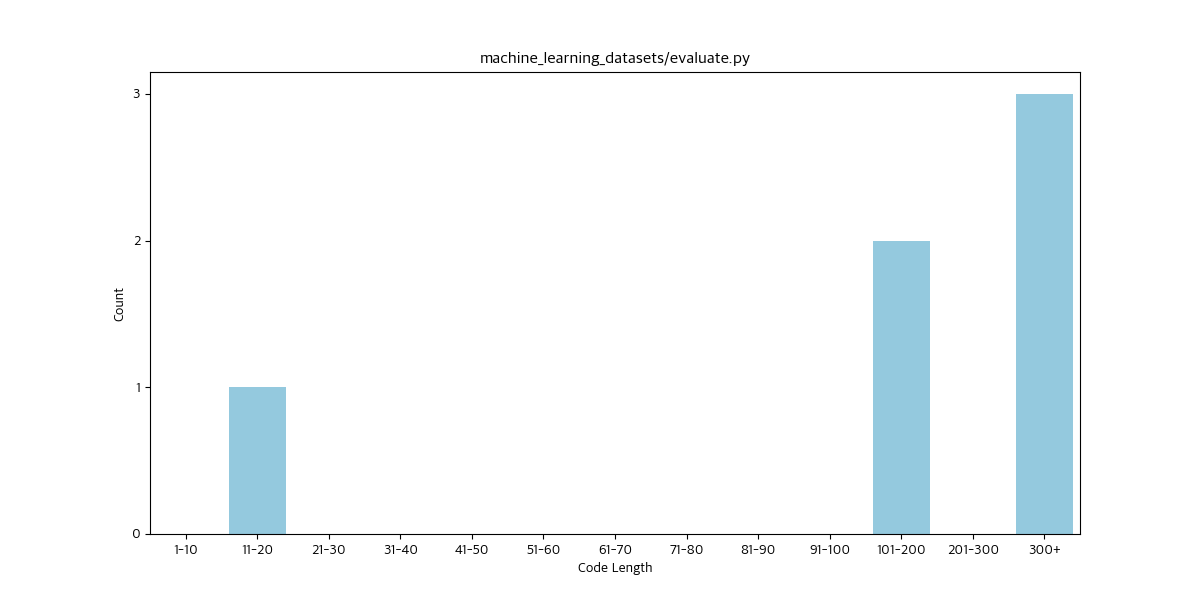 machine_learning_datasets/evaluate.py
3
2
1
0
Count
1-10 11-20 21-30 31-40 41-50 51-60 61-70 71-80 81-90 91-100 101-200 201-300 300+
Code Length